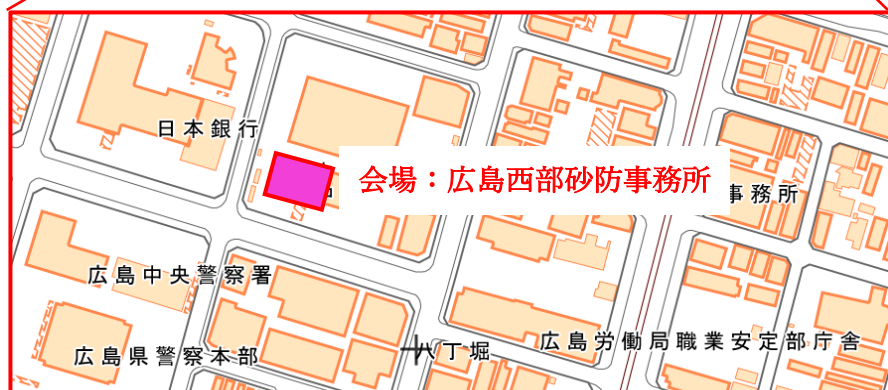 日本銀行
会場：広島西部砂防事務所
事務所
広島中央警察署
広島県警察本部
八丁堀
広島労働局職業安定部庁舎